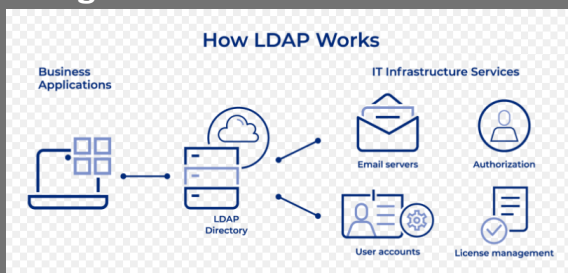 How LDAP Works
Business
Applications
IT Infrastructure Services
LDAP
Directory
Email servers
Authorization
User accounts
License management